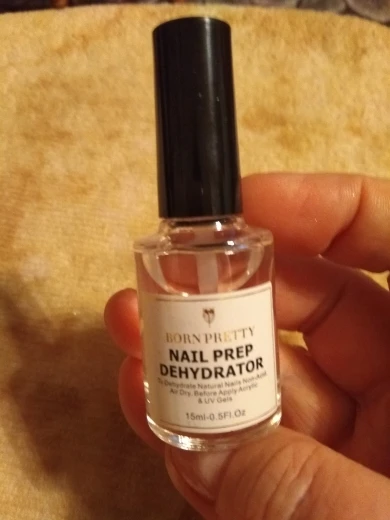 BORN PRETTY
NAIL PREP
DEHYDRATOR
To Dehydrate Natural Nails Non-Acid
Air Dry. Before Apply Acrylic
& UV Gels
15ml-0.5Fl.Oz